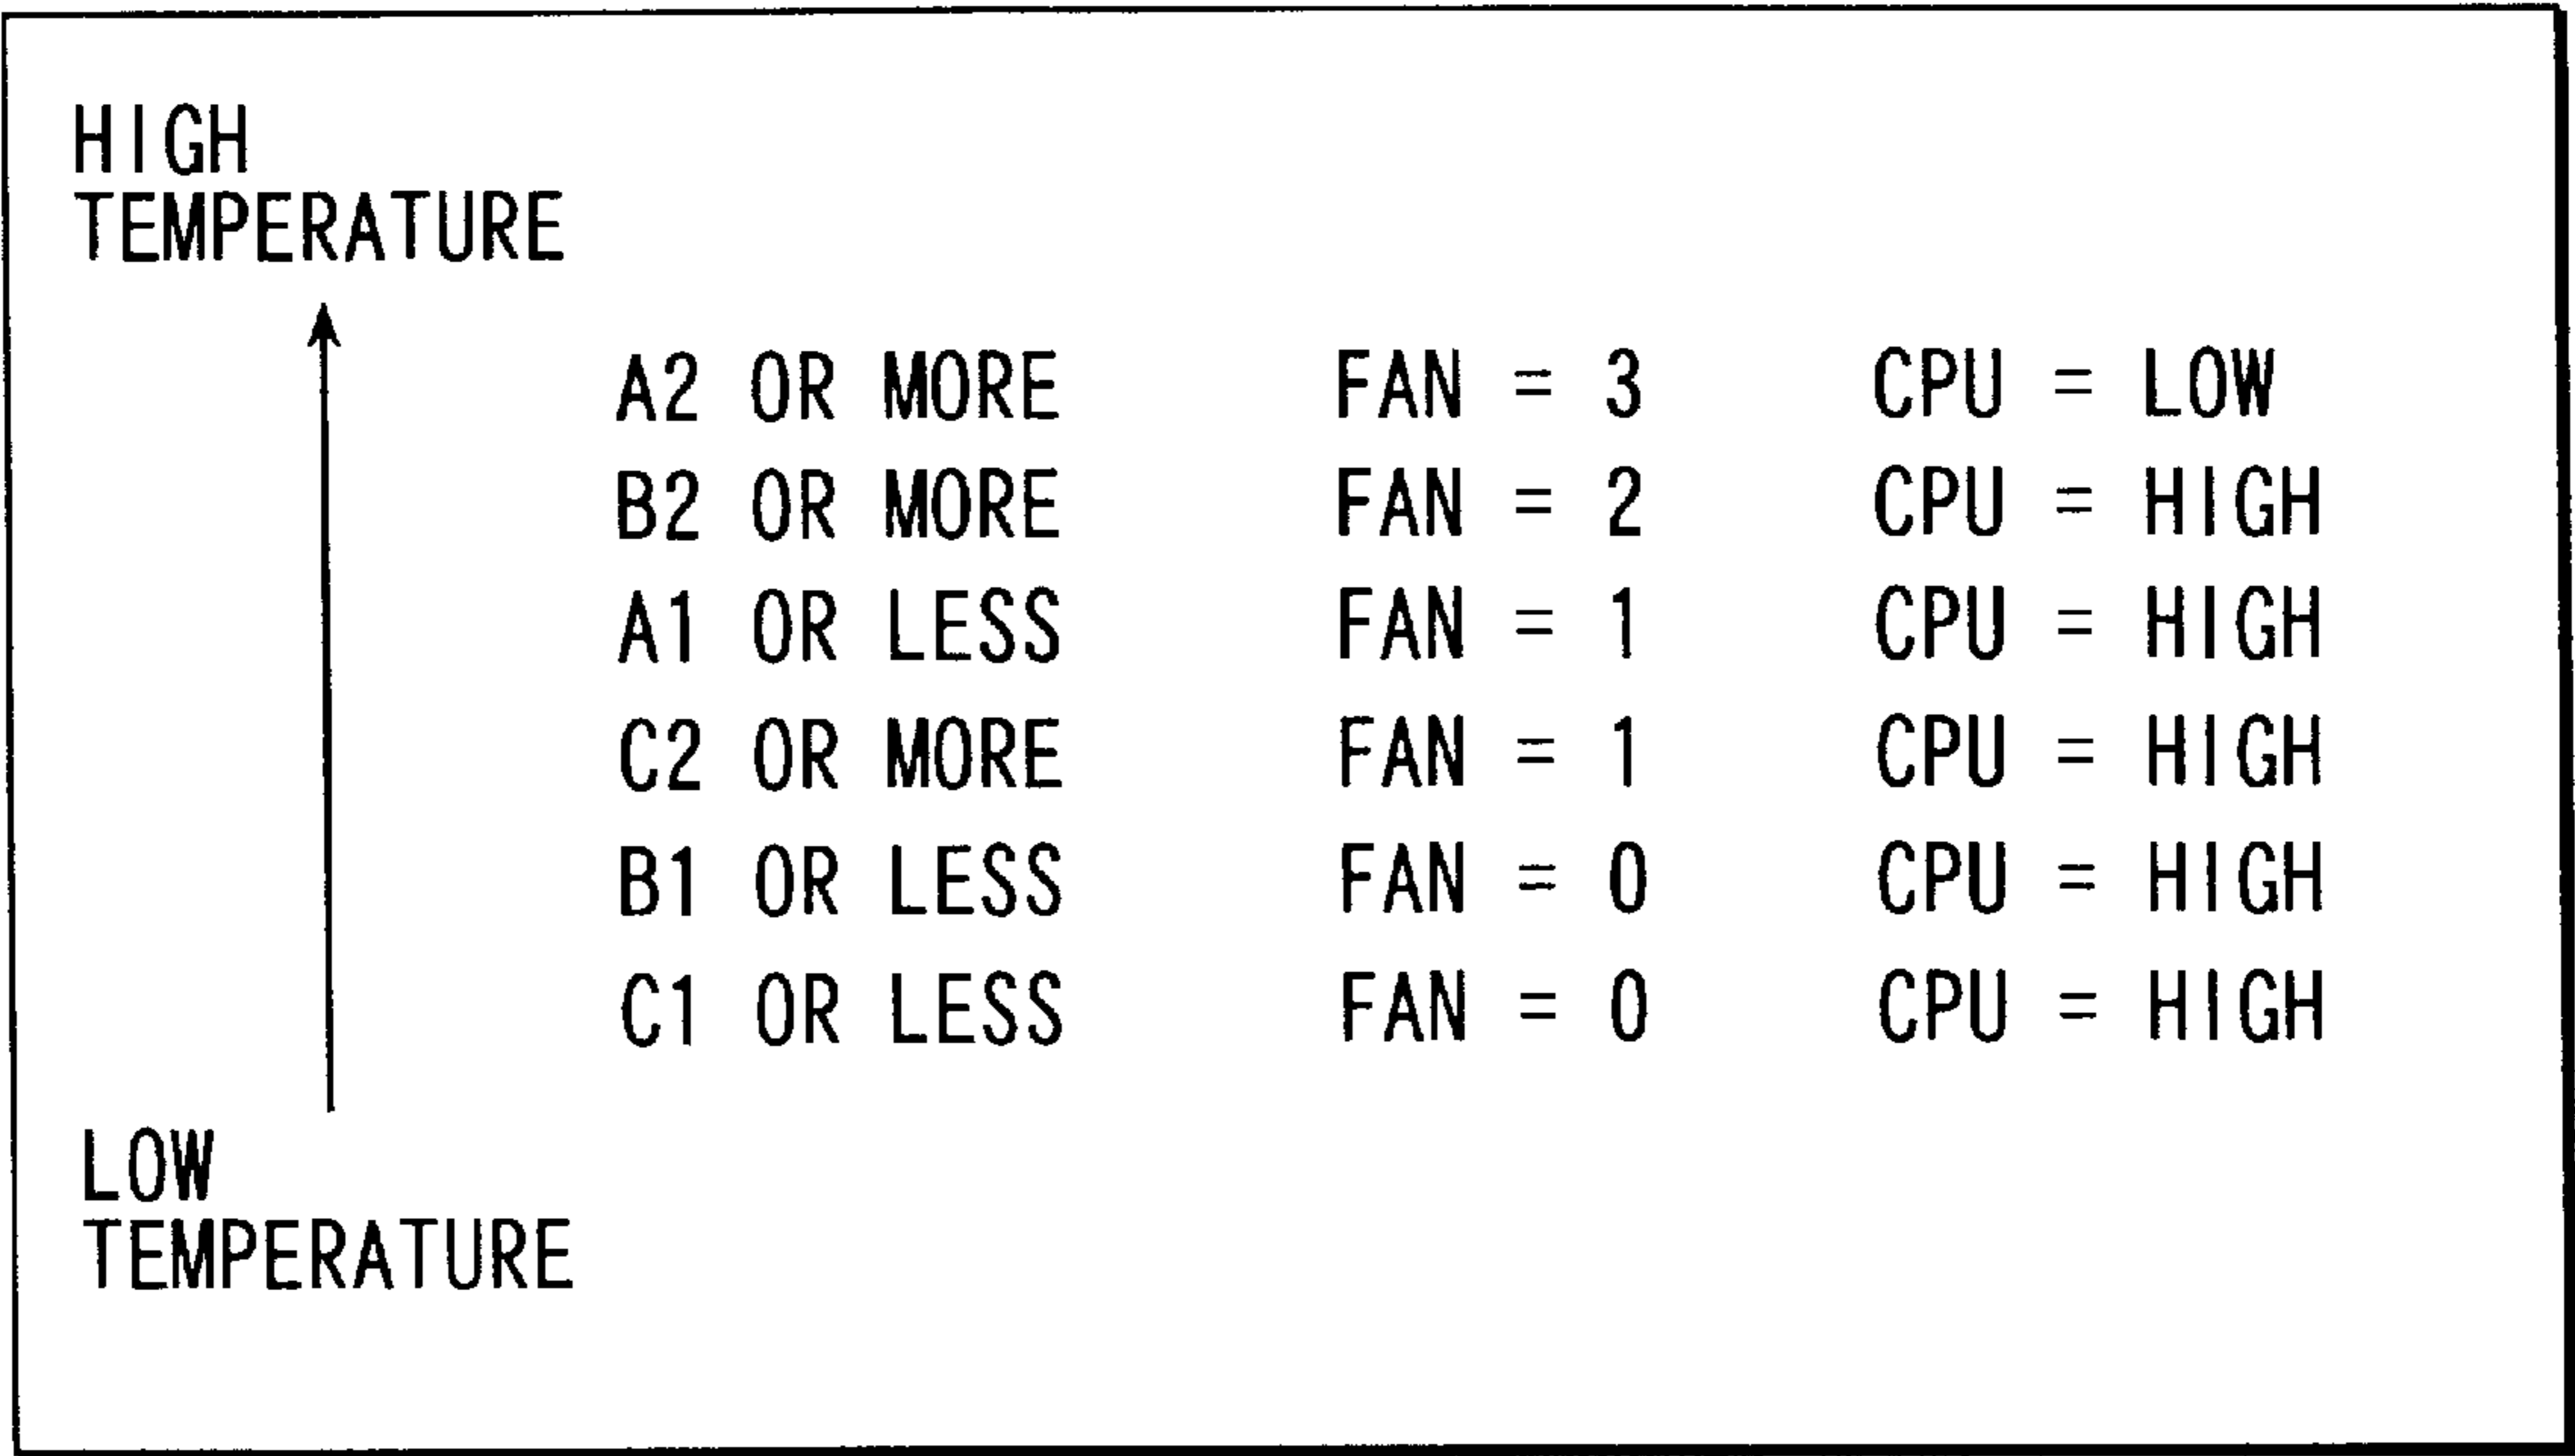 HIGH
TEMPERATURE
A2 OR MORE FAN = 3 CPU = LOW
B2 OR MORE FAN = 2 CPU = HIGH
A1 OR LESS FAN = 1 CPU = HIGH
C2 OR MORE FAN = 1 CPU = HIGH
B1 OR LESS FAN = 0 CPU = HIGH
C1 OR LESS FAN = 0 CPU = HIGH
LOW
TEMPERATURE